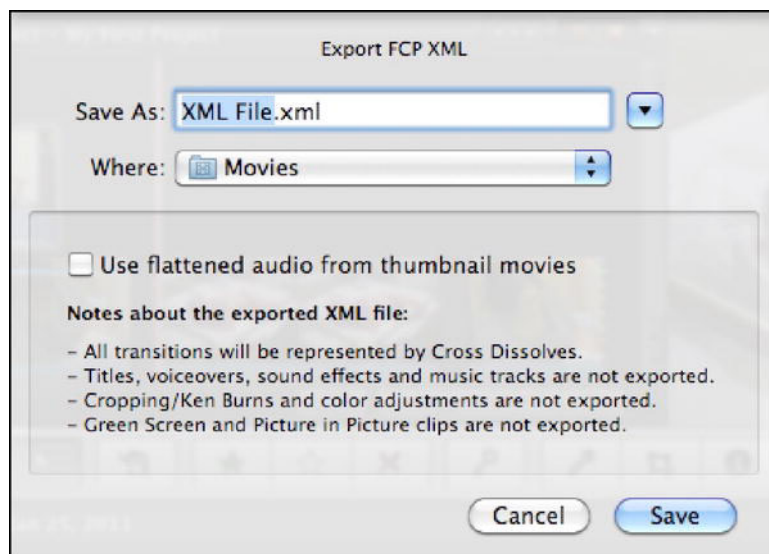 Export FCP XML
Save As: XML File.xml
Where: Movies
Use flattened audio from thumbnail movies
Notes about the exported XML file:
– All transitions will be represented by Cross Dissolves.
– Titles, voiceovers, sound effects and music tracks are not exported.
– Cropping/Ken Burns and color adjustments are not exported.
– Green Screen and Picture in Picture clips are not exported.
Cancel Save